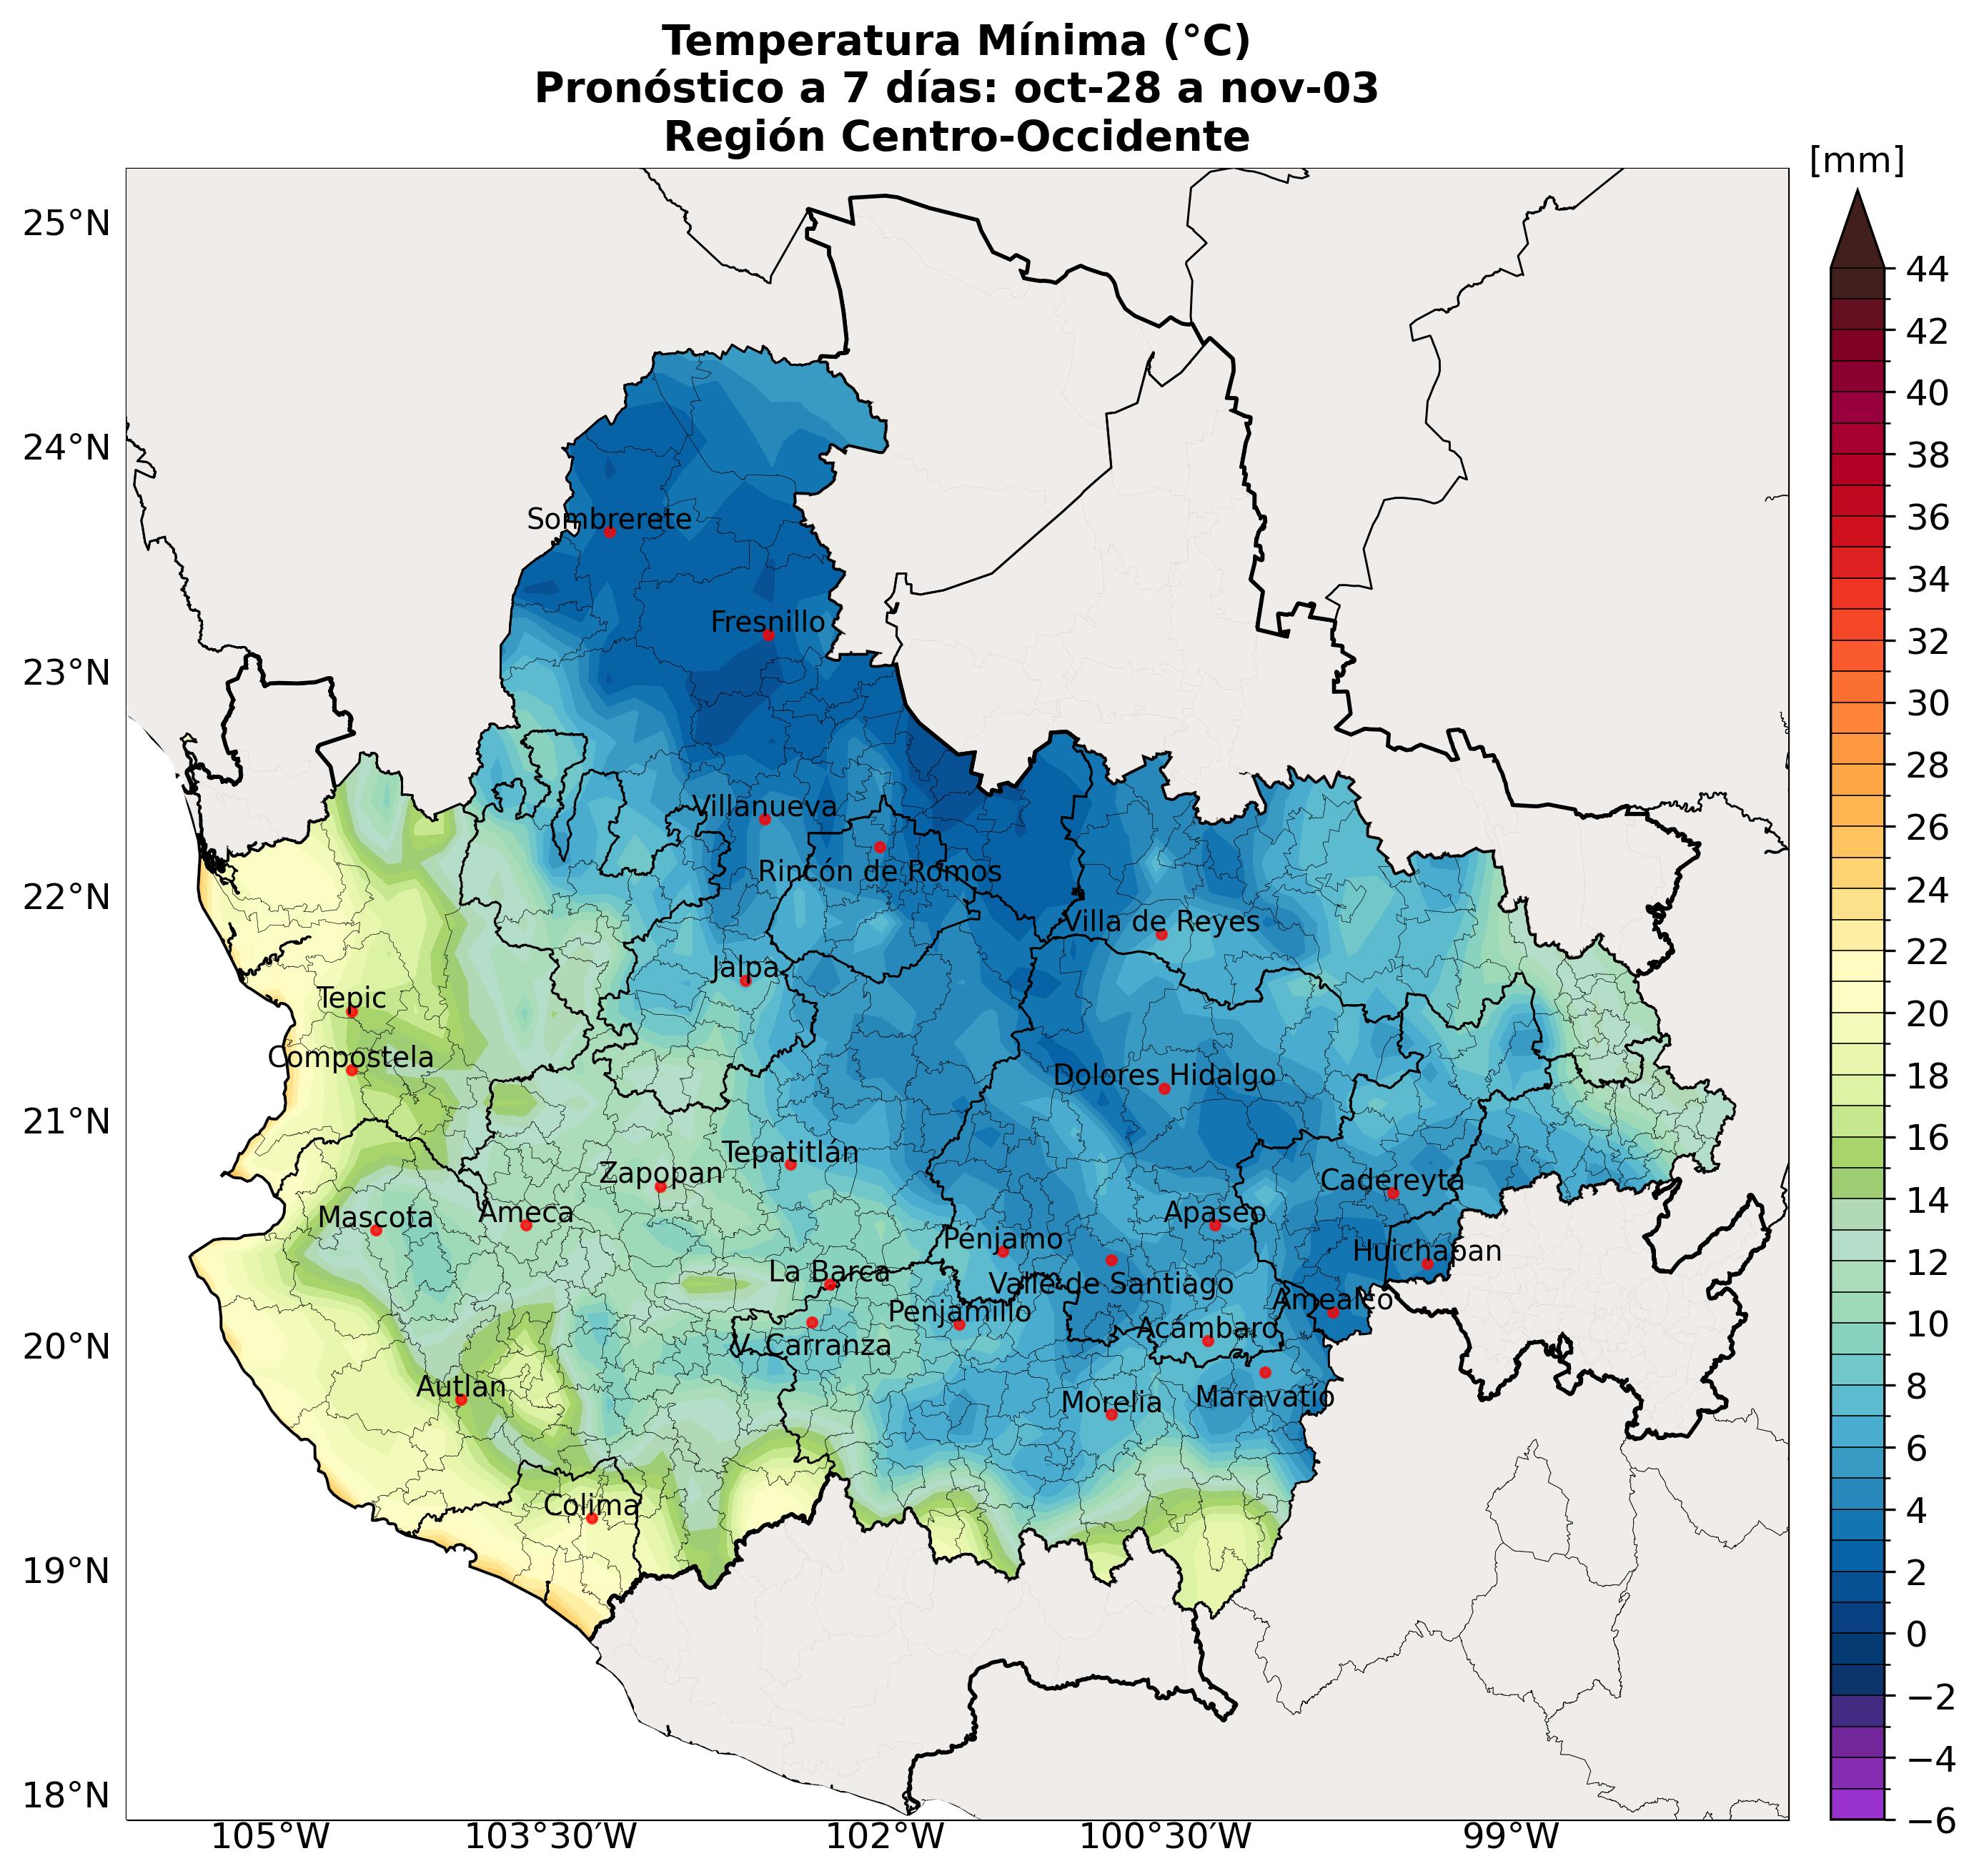 Temperatura Mínima (°C)
Pronóstico a 7 días: oct-28 a nov-03
Región Centro-Occidente
[mm]
25°N
24°N
23°N
22°N
21°N
20°N
19°N
18°N
Sombrerete
Fresnillo
Villanueva
Rincón de Romos
Villa de Reyes
Jalpa
Tepic
Compostela
Dolores Hidalgo
Tepatitlán
Zapopan
Cadereyta
Mascota
Ameca
Apaseo
Pénjamo
Huichapan
La Barca
Valle de Santiago
Amealco
Penjamillo
Acámbaro
V. Carranza
Autlan
Maravatío
Morelia
Colima
105°W
103°30'W
102°W
100°30'W
99°W
44
42
40
38
36
34
32
30
28
26
24
22
20
18
16
14
12
10
8
6
4
2
0
−2
−4
−6